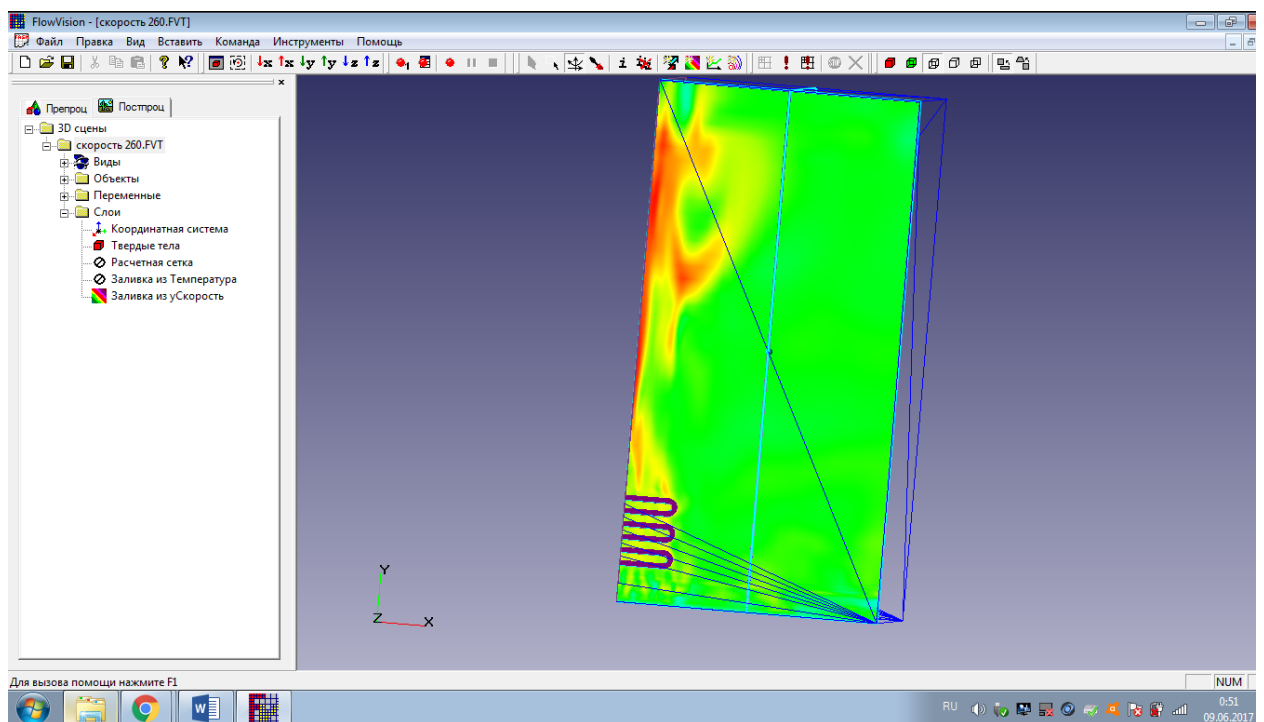 FlowVision - [скорость 260.FVT]
Файл Правка Вид Вставить Команда Инструменты Помощь
Препроц Постпроц
3D сцены
скорость 260.FVT
Виды
Объекты
Переменные
Слои
Координатная система
Твердые тела
Расчетная сетка
Заливка из Температура
Заливка из yСкорость
Y
Z X
Для вызова помощи нажмите F1 NUM
RU 0:51
09.06.2017